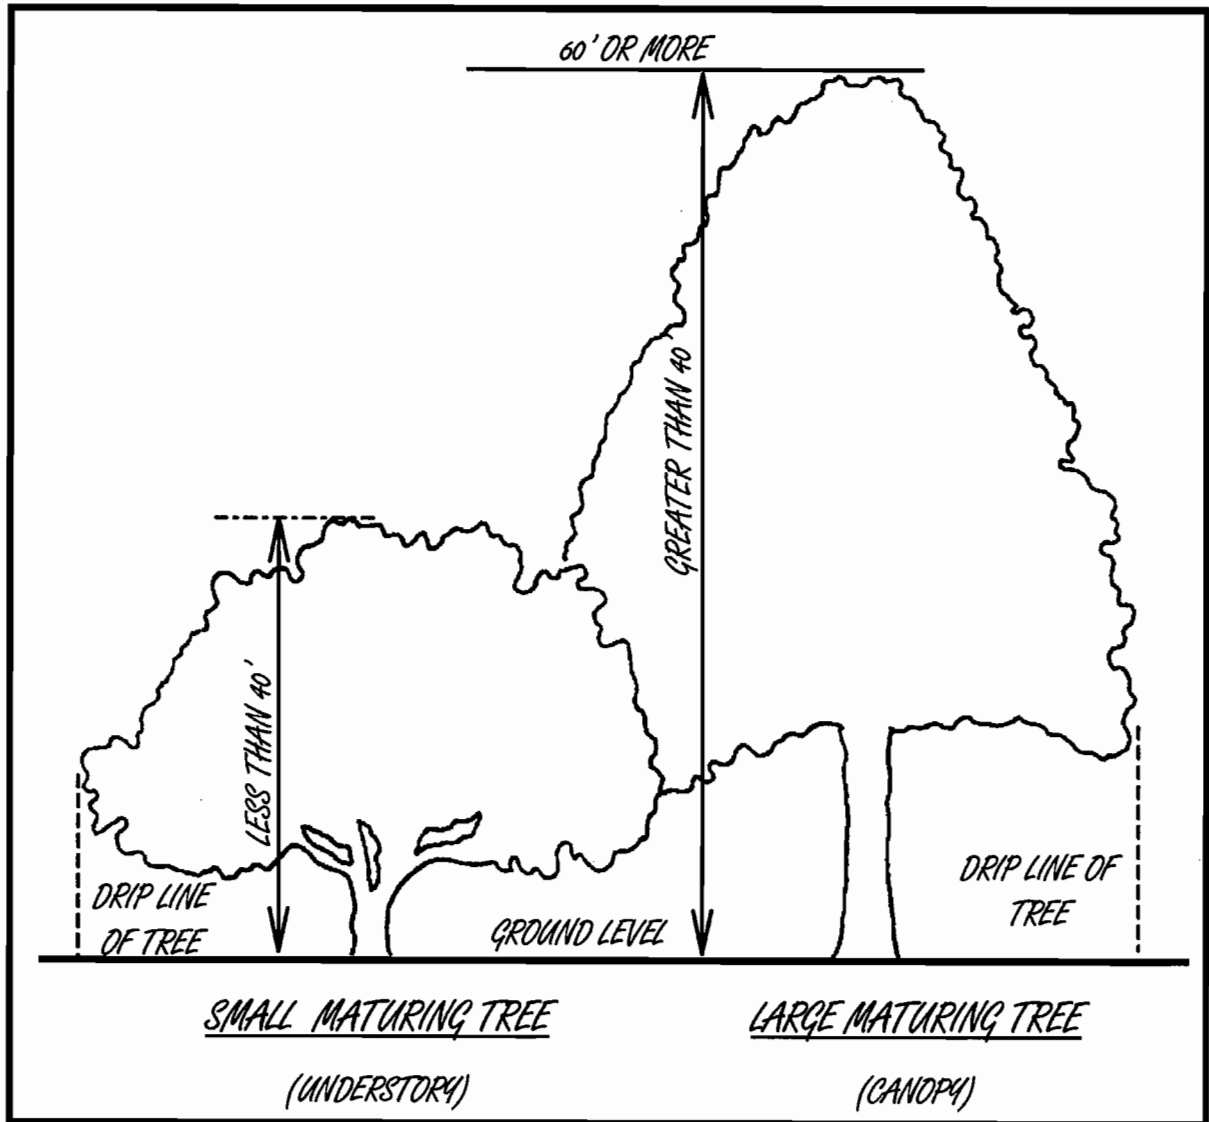 60' OR MORE
GREATER THAN 40'
LESS THAN 40'
DRIP LINE
OF TREE
GROUND LEVEL
DRIP LINE OF
TREE
SMALL MATURING TREE
(UNDERSTORY)
LARGE MATURING TREE
(CANOPY)